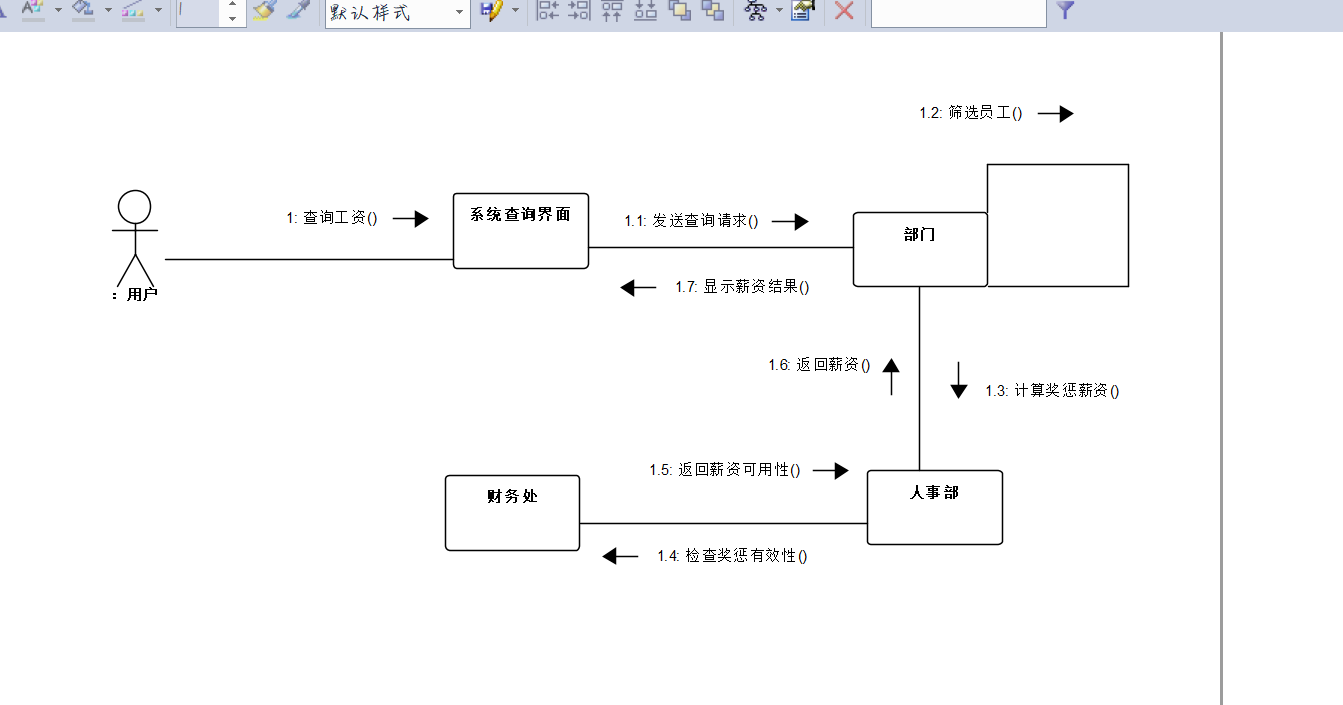 默认样式
1.2: 筛选员工()
1: 查询工资()
系统查询界面
1.1: 发送查询请求()
部门
1.7: 显示薪资结果()
: 用户
1.6: 返回薪资()
1.3: 计算奖惩薪资()
1.5: 返回薪资可用性()
财务处
人事部
1.4: 检查奖惩有效性()